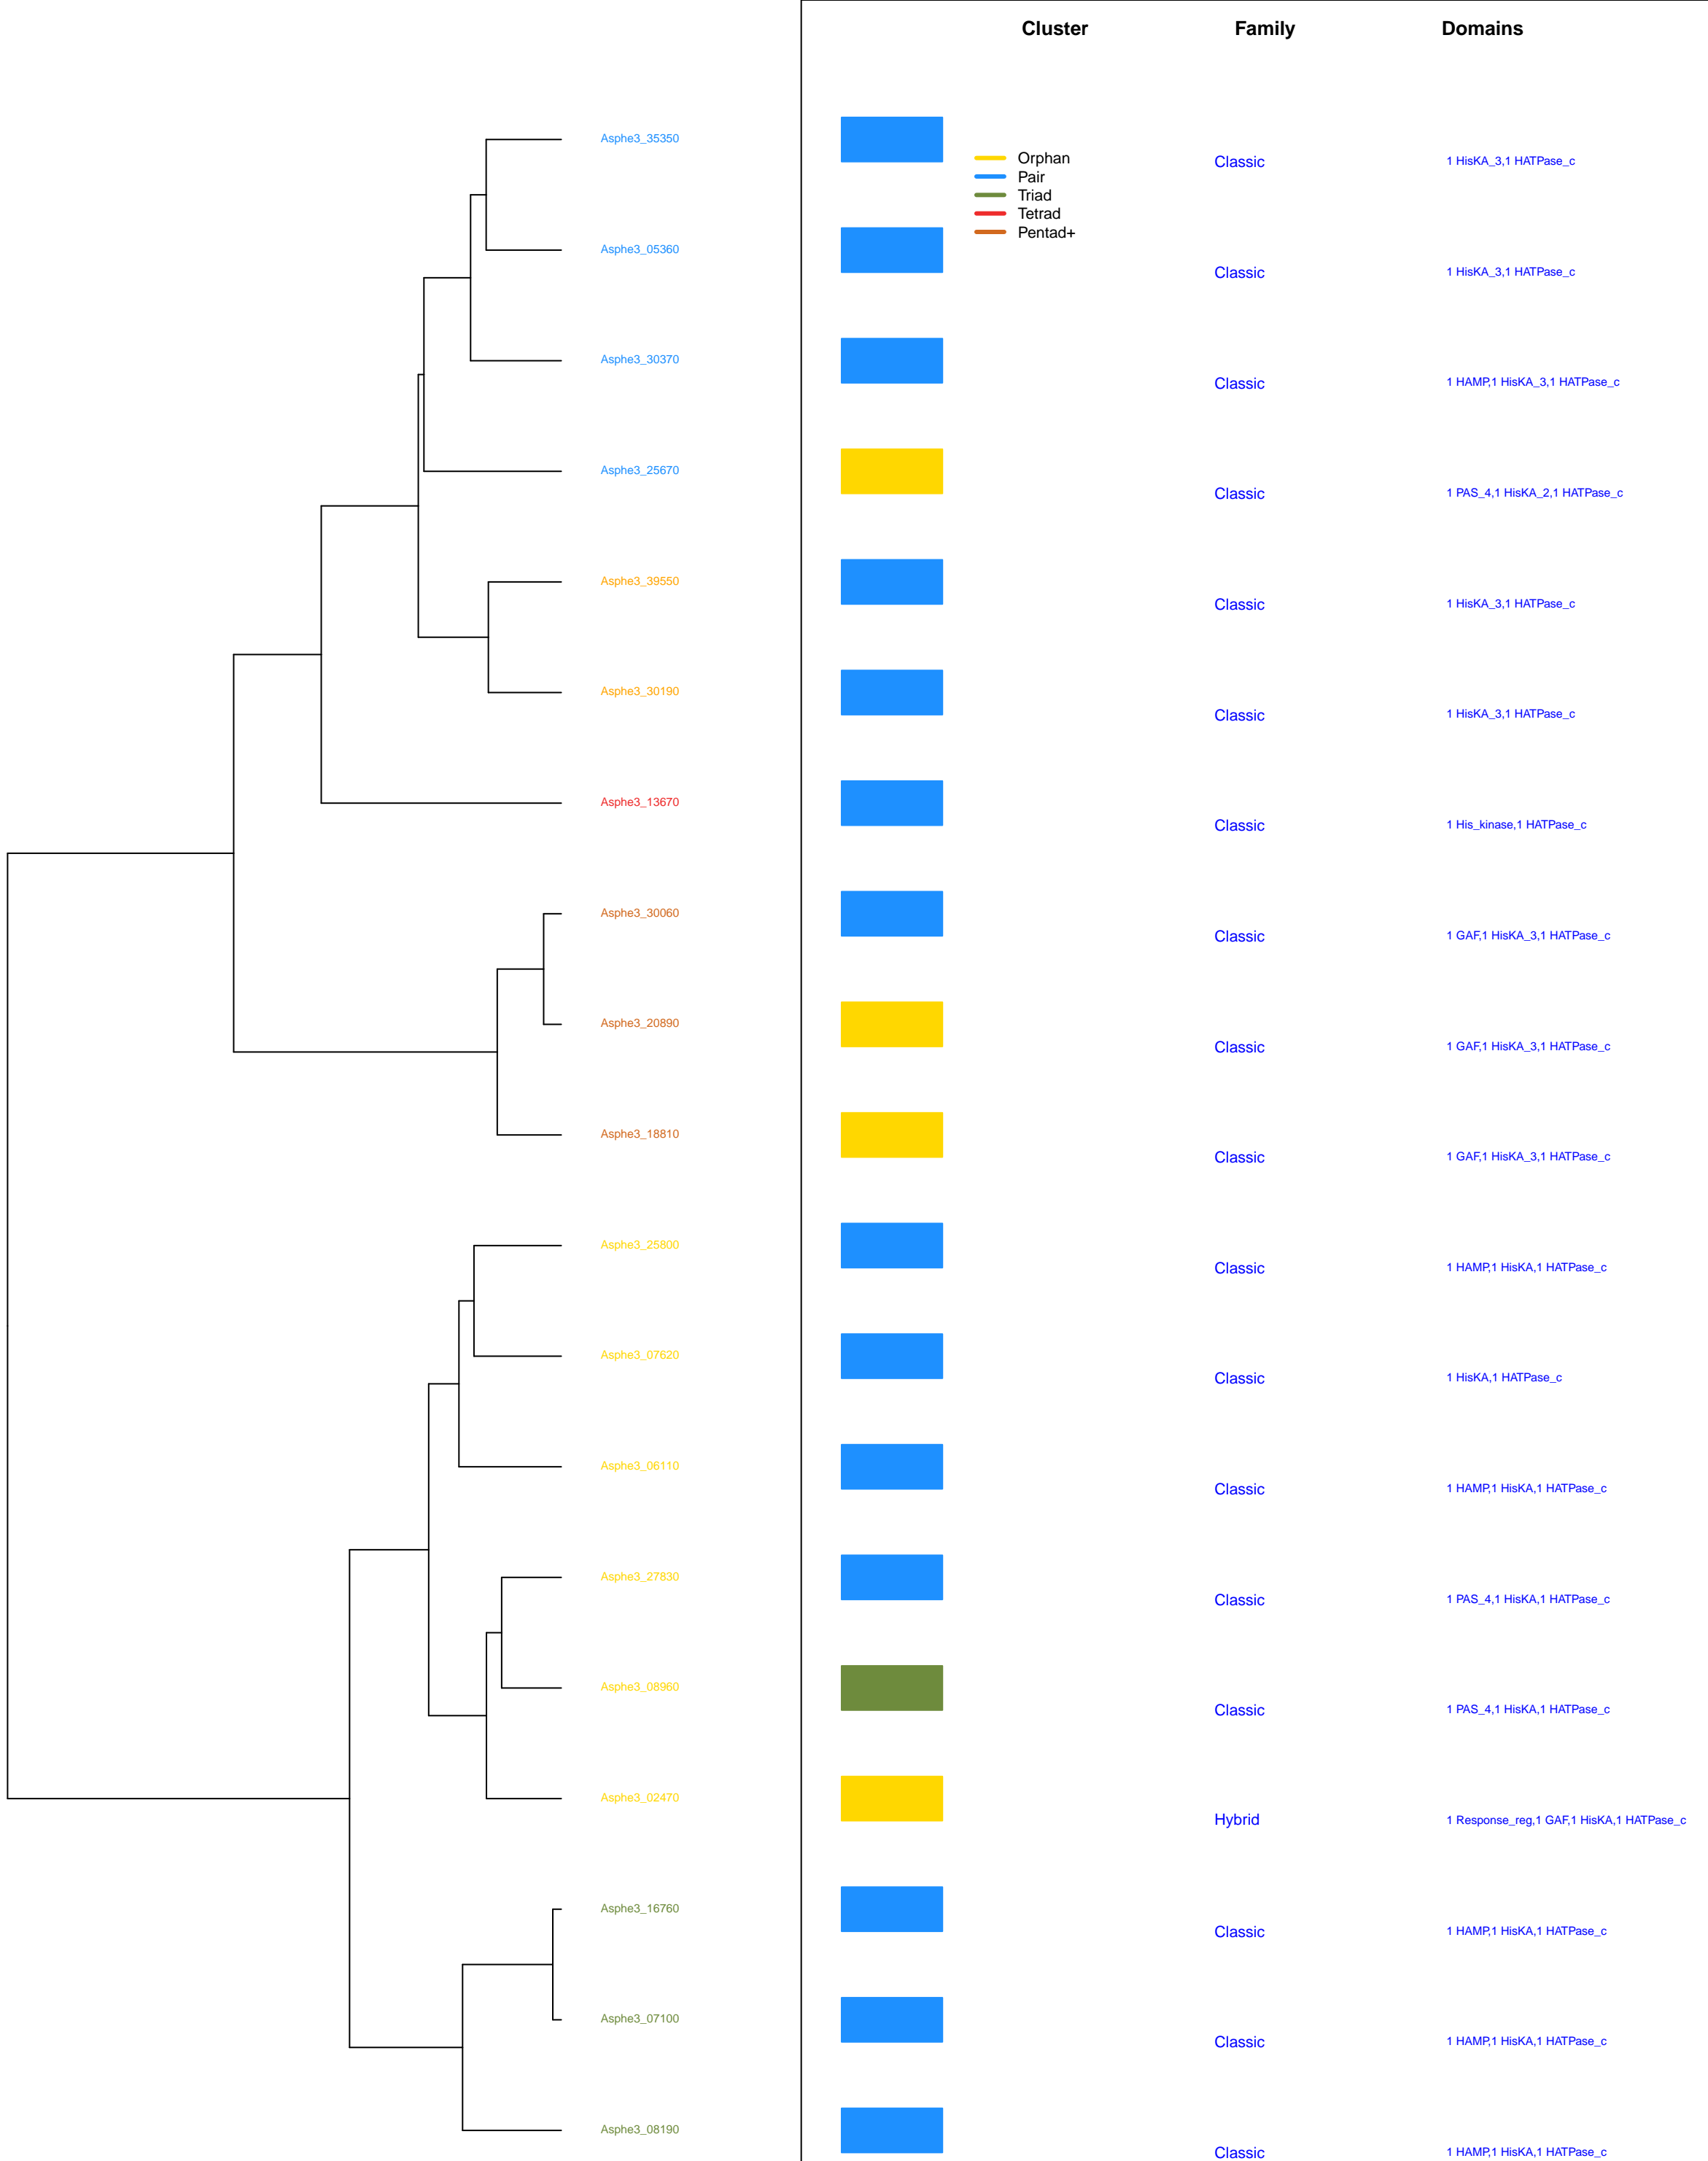 Cluster Family Domains
Asphe3_35350
Orphan
Classic 1 HisKA_3,1 HATPase_c
Pair
Triad
Tetrad
Pentad+
Asphe3_05360
Classic 1 HisKA_3,1 HATPase_c
Asphe3_30370
Classic 1 HAMP,1 HisKA_3,1 HATPase_c
Asphe3_25670
Classic 1 PAS_4,1 HisKA_2,1 HATPase_c
Asphe3_39550
Classic 1 HisKA_3,1 HATPase_c
Asphe3_30190
Classic 1 HisKA_3,1 HATPase_c
Asphe3_13670
Classic 1 His_kinase,1 HATPase_c
Asphe3_30060
Classic 1 GAF,1 HisKA_3,1 HATPase_c
Asphe3_20890
Classic 1 GAF,1 HisKA_3,1 HATPase_c
Asphe3_18810
Classic 1 GAF,1 HisKA_3,1 HATPase_c
Asphe3_25800
Classic 1 HAMP,1 HisKA,1 HATPase_c
Asphe3_07620
Classic 1 HisKA,1 HATPase_c
Asphe3_06110
Classic 1 HAMP,1 HisKA,1 HATPase_c
Asphe3_27830
Classic 1 PAS_4,1 HisKA,1 HATPase_c
Asphe3_08960
Classic 1 PAS_4,1 HisKA,1 HATPase_c
Asphe3_02470
Hybrid 1 Response_reg,1 GAF,1 HisKA,1 HATPase_c
Asphe3_16760
Classic 1 HAMP,1 HisKA,1 HATPase_c
Asphe3_07100
Classic 1 HAMP,1 HisKA,1 HATPase_c
Asphe3_08190
Classic 1 HAMP,1 HisKA,1 HATPase_c